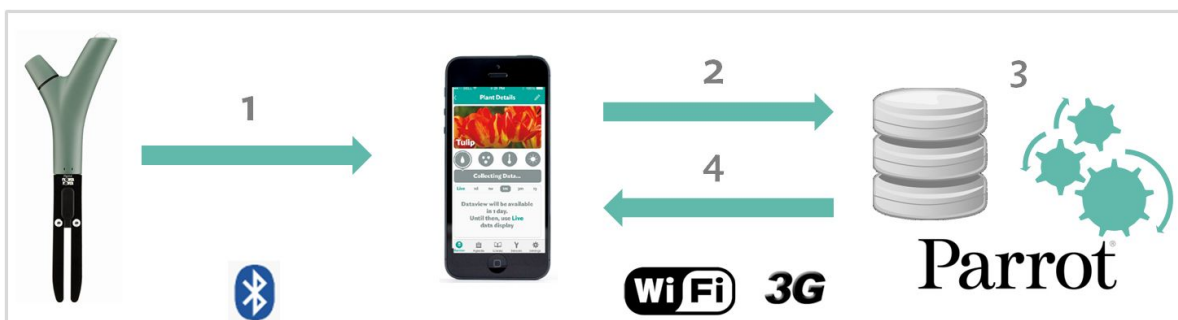 1
2
3
4
Plant Details
Tulip
Collecting Data...
Live
Dataview will be available
in 1 day.
Until then, use Live
data display
WiFi
3G
Parrot